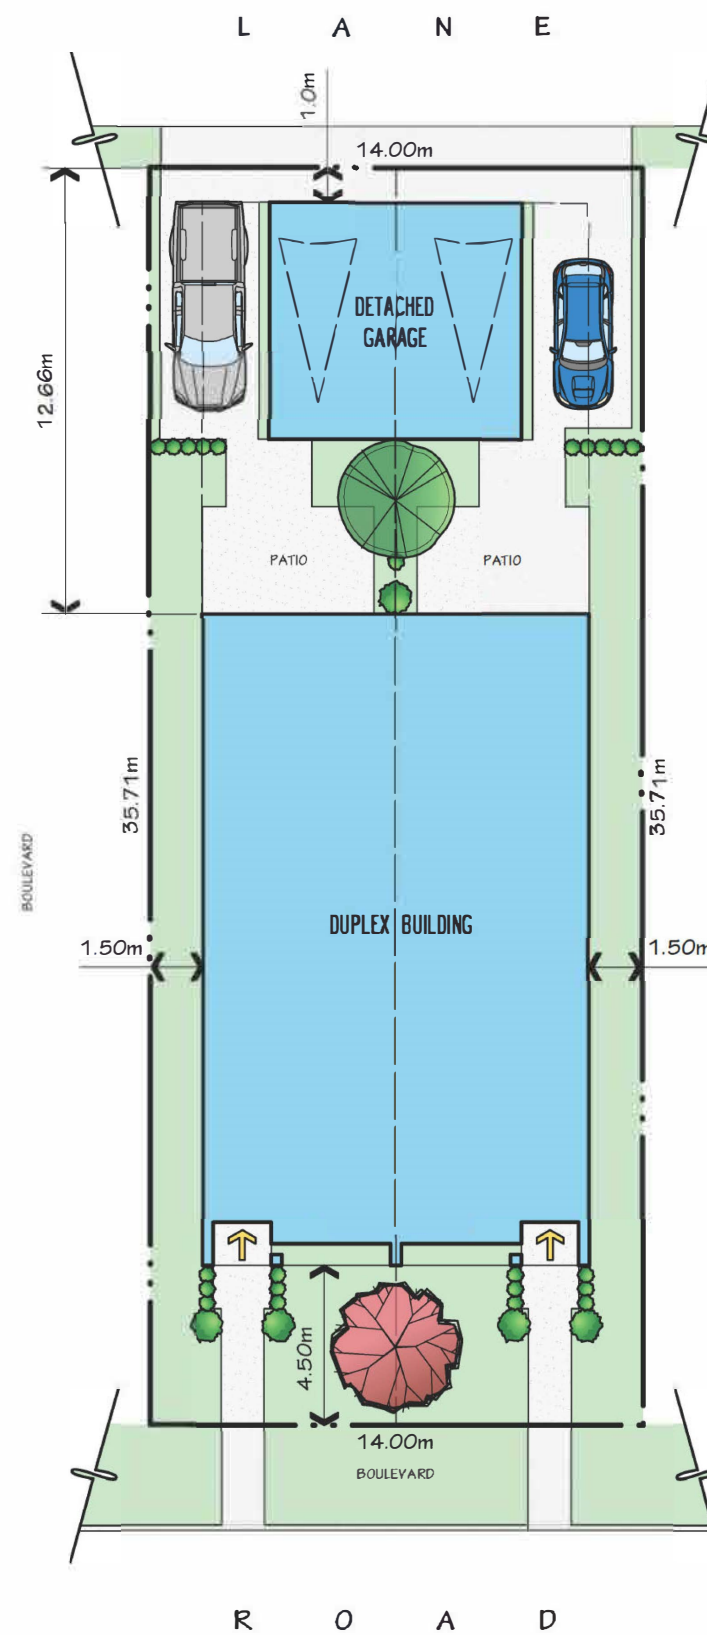 L A N E
1.0m
14.00m
12.66m
DETACHED
GARAGE
PATIO PATIO
35.71m 35.71m
BOULEVARD
DUPLEX BUILDING
1.50m 1.50m
4.50m
14.00m
BOULEVARD
R O A D